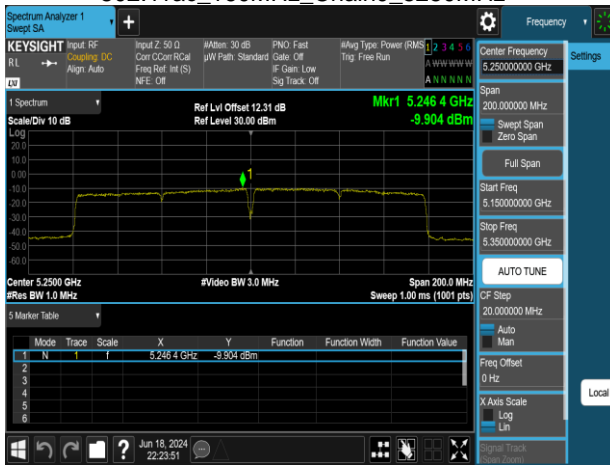 Spectrum Analyzer 1
Swept SA
+
Frequency
KEYSIGHT
RL
LXI
Input: RF
Coupling: DC
Align: Auto
Input Z: 50 Ω
Corr CCorr RCal
Freq Ref: Int (S)
NFE: Off
#Atten: 30 dB
µW Path: Standard
PNO: Fast
Gate: Off
IF Gain: Low
Sig Track: Off
#Avg Type: Power (RMS
Trig: Free Run
1 2 3 4 5 6
A W W W W W
A N N N N N
Center Frequency
5.250000000 GHz
Settings
Span
200.000000 MHz
Swept Span
Zero Span
Full Span
Start Freq
5.150000000 GHz
Stop Freq
5.350000000 GHz
AUTO TUNE
CF Step
20.000000 MHz
Auto
Man
Freq Offset
0 Hz
X Axis Scale
Log
Lin
Signal Track
(Span Zoom)
Local
1 Spectrum
Scale/Div 10 dB
Ref Lvl Offset 12.31 dB
Ref Level 30.00 dBm
Mkr1 5.246 4 GHz
-9.904 dBm
Log
20.0
10.0
0.00
-10.0
-20.0
-30.0
-40.0
-50.0
-60.0
1
Center 5.2500 GHz
#Res BW 1.0 MHz
#Video BW 3.0 MHz
Span 200.0 MHz
Sweep 1.00 ms (1001 pts)
5 Marker Table
Mode Trace Scale X Y Function Function Width Function Value
1 N 1 f 5.246 4 GHz -9.904 dBm
2
3
4
5
6
?
Jun 18, 2024
22:23:51